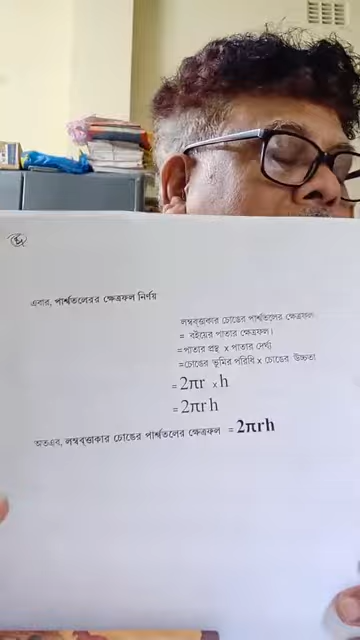 এবার, পার্শ্বতলেরর ক্ষেত্রফল নির্ণয়
লম্ববৃত্তাকার চোঙের পার্শ্বতলের ক্ষেত্রফল
= বইয়ের পাতার ক্ষেত্রফল।
=পাতার প্রস্থ x পাতার দৈর্ঘ্য
=চোঙের ভূমির পরিধি x চোঙের উচ্চতা
= 2πr x h
= 2πrh
অতএব, লম্ববৃত্তাকার চোঙের পার্শ্বতলের ক্ষেত্রফল = 2πrh